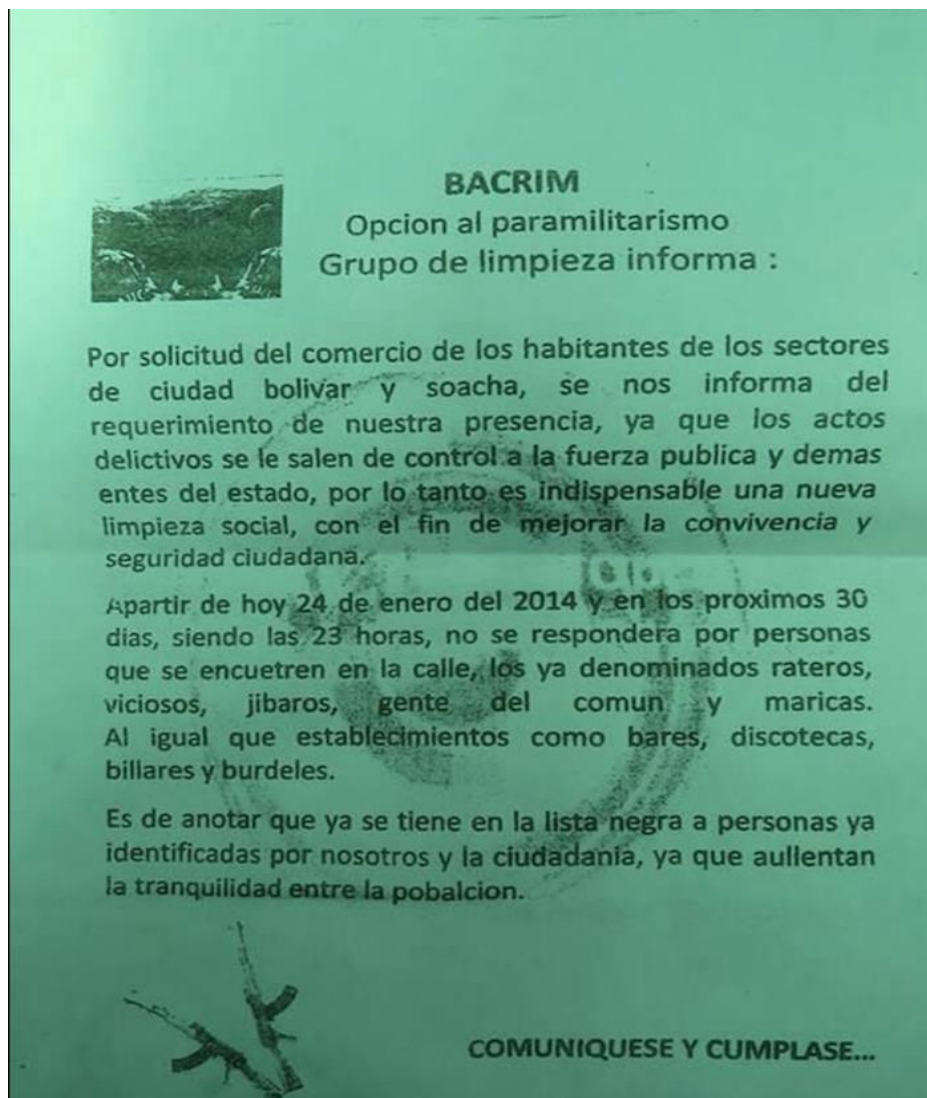 BACRIM
Opcion al paramilitarismo
Grupo de limpieza informa :
Por solicitud del comercio de los habitantes de los sectores
de ciudad bolivar y soacha, se nos informa del
requerimiento de nuestra presencia, ya que los actos
delictivos se le salen de control a la fuerza publica y demas
entes del estado, por lo tanto es indispensable una nueva
limpieza social, con el fin de mejorar la convivencia y
seguridad ciudadana.
Apartir de hoy 24 de enero del 2014 y en los proximos 30
dias, siendo las 23 horas, no se respondera por personas
que se encuetren en la calle, los ya denominados rateros,
viciosos, jibaros, gente del comun y maricas.
Al igual que establecimientos como bares, discotecas,
billares y burdeles.
Es de anotar que ya se tiene en la lista negra a personas ya
identificadas por nosotros y la ciudadania, ya que aullentan
la tranquilidad entre la pobalcion.
COMUNIQUESE Y CUMPLASE...